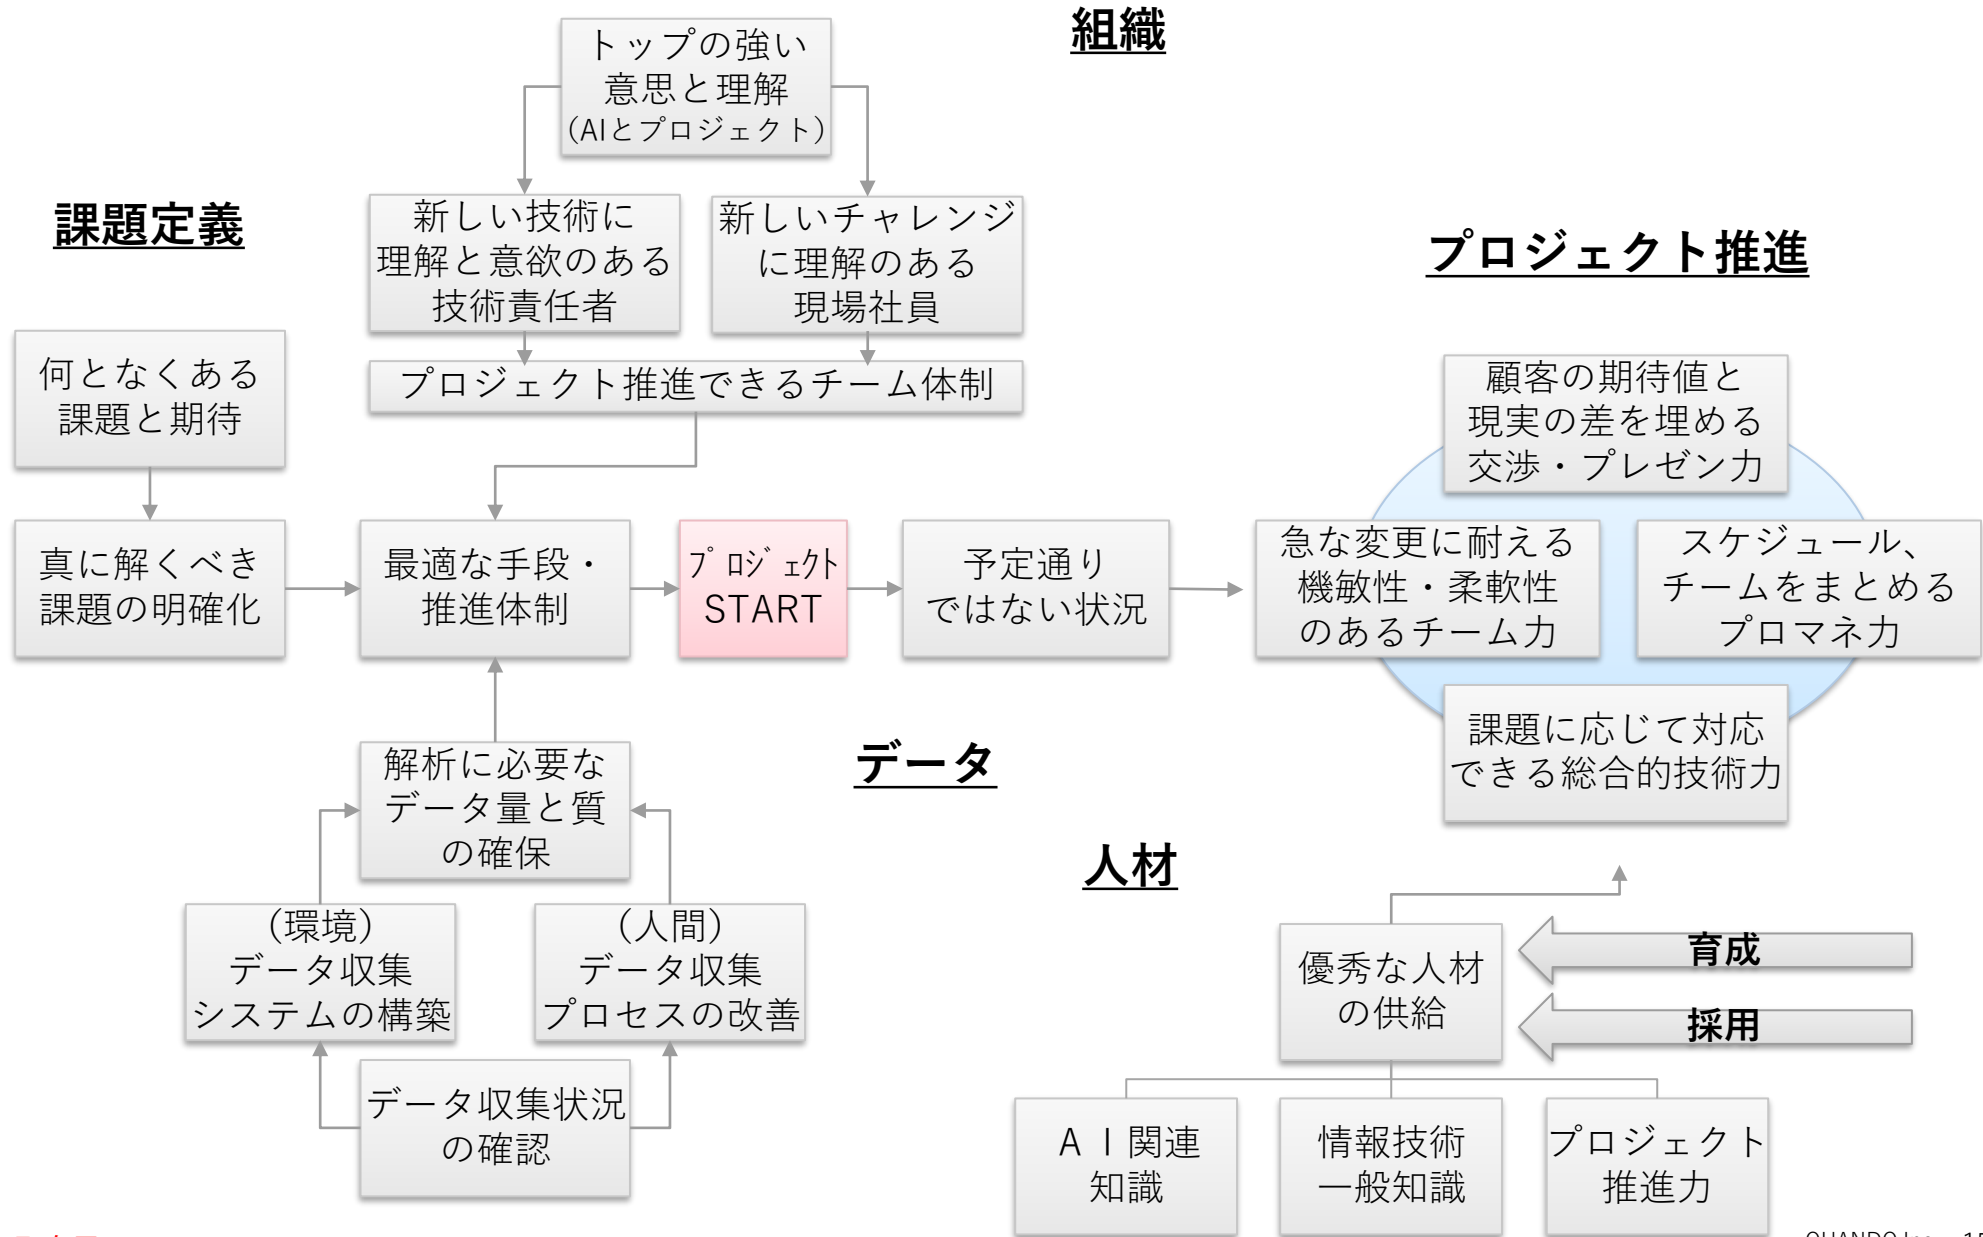 組織
トップの強い
意思と理解
（AIとプロジェクト）
課題定義
新しい技術に
理解と意欲のある
技術責任者
新しいチャレンジ
に理解のある
現場社員
プロジェクト推進できるチーム体制
何となくある
課題と期待
真に解くべき
課題の明確化
最適な手段・
推進体制
ﾌﾟﾛｼﾞｪｸﾄ
START
予定通り
ではない状況
プロジェクト推進
顧客の期待値と
現実の差を埋める
交渉・プレゼン力
急な変更に耐える
機敏性・柔軟性
のあるチーム力
スケジュール、
チームをまとめる
プロマネ力
課題に応じて対応
できる総合的技術力
データ
解析に必要な
データ量と質
の確保
（環境）
データ収集
システムの構築
（人間）
データ収集
プロセスの改善
データ収集状況
の確認
人材
優秀な人材
の供給
育成
採用
ＡＩ関連
知識
情報技術
一般知識
プロジェクト
推進力